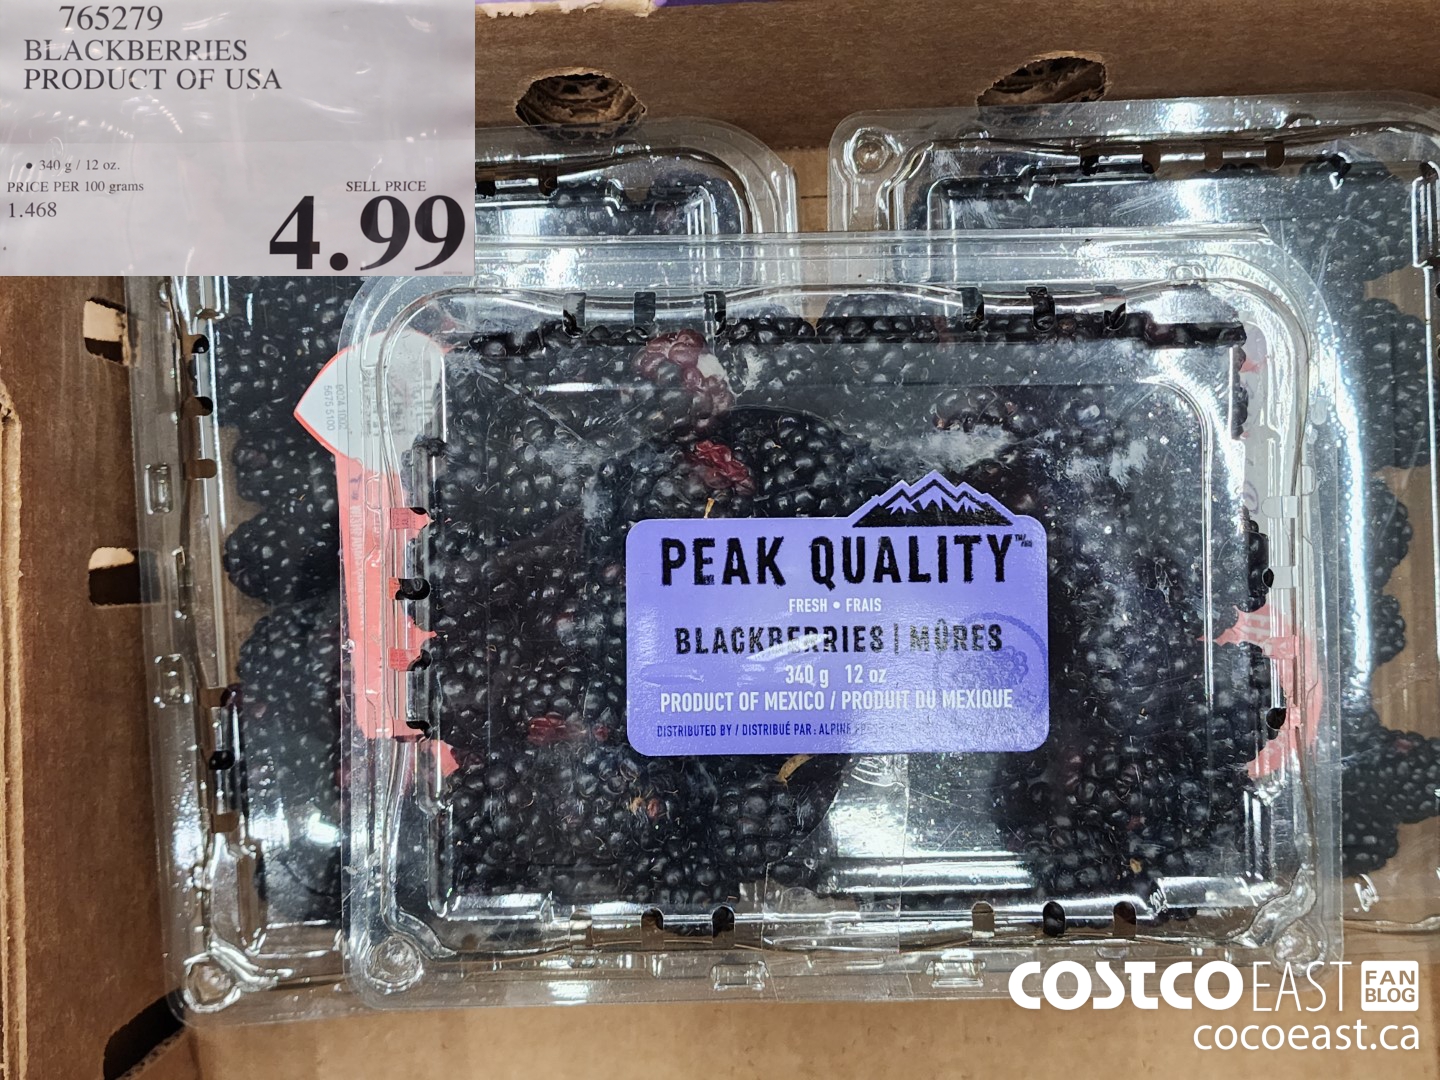 765279
BLACKBERRIES
PRODUCT OF USA
• 340 g / 12 oz.
PRICE PER 100 grams
1.468
SELL PRICE
4.99
PEAK QUALITY
FRESH • FRAIS
BLACKBERRIES | MÛRES
340 g 12 oz
PRODUCT OF MEXICO / PRODUIT DU MEXIQUE
DISTRIBUTED BY / DISTRIBUÉ PAR: ALPINE
COSTCO EAST FAN BLOG
cocoeast.ca